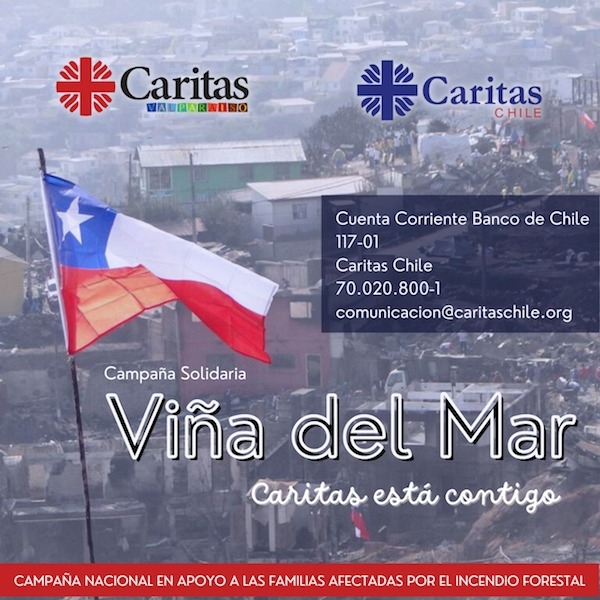 Caritas
VALPARAISO
Caritas
CHILE
Cuenta Corriente Banco de Chile
117-01
Caritas Chile
70.020.800-1
comunicacion@caritaschile.org
Campaña Solidaria
Viña del Mar
Caritas está contigo
CAMPAÑA NACIONAL EN APOYO A LAS FAMILIAS AFECTADAS POR EL INCENDIO FORESTAL